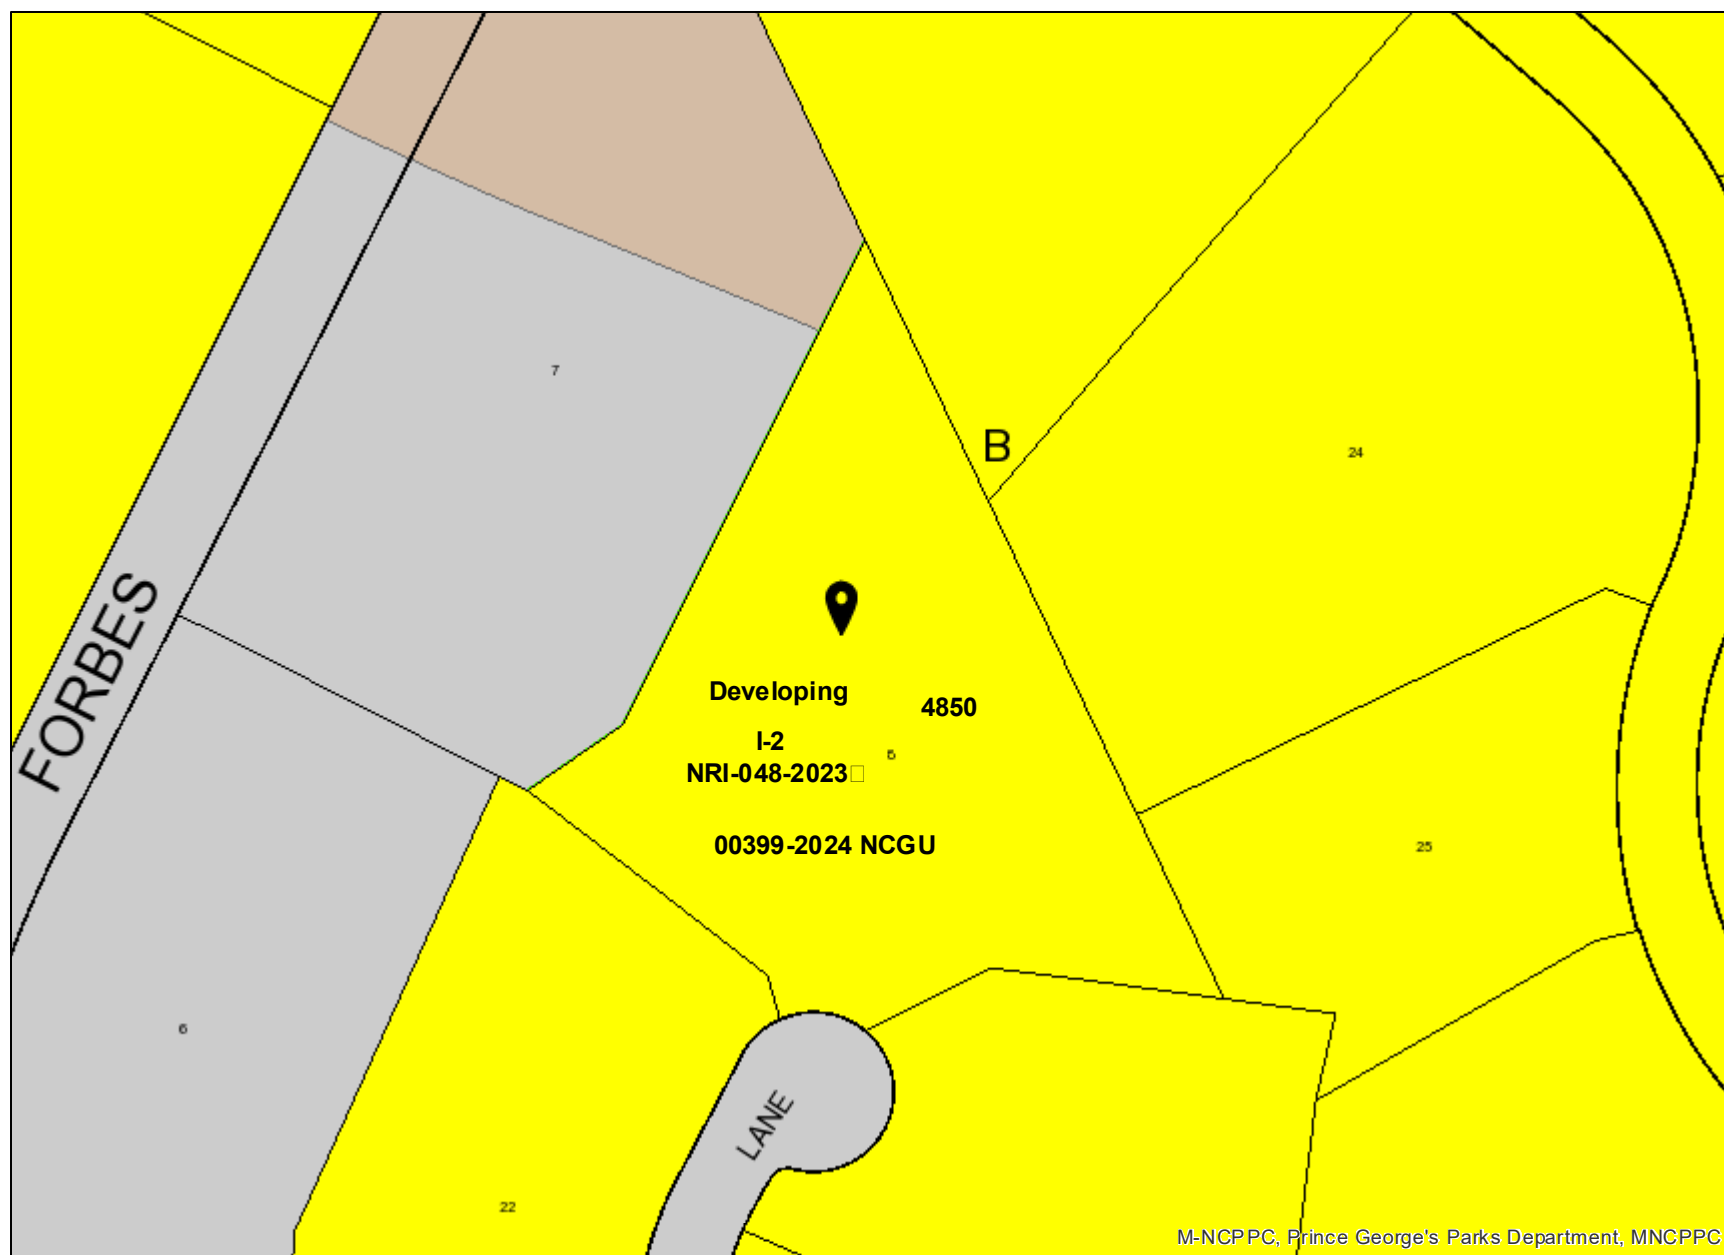 7
B
24
FORBES
Developing
4850
I-2
NRI-048-2023
00399-2024 NCGU
25
6
LANE
22
M-NCPPC, Prince George's Parks Department, MNCPPC